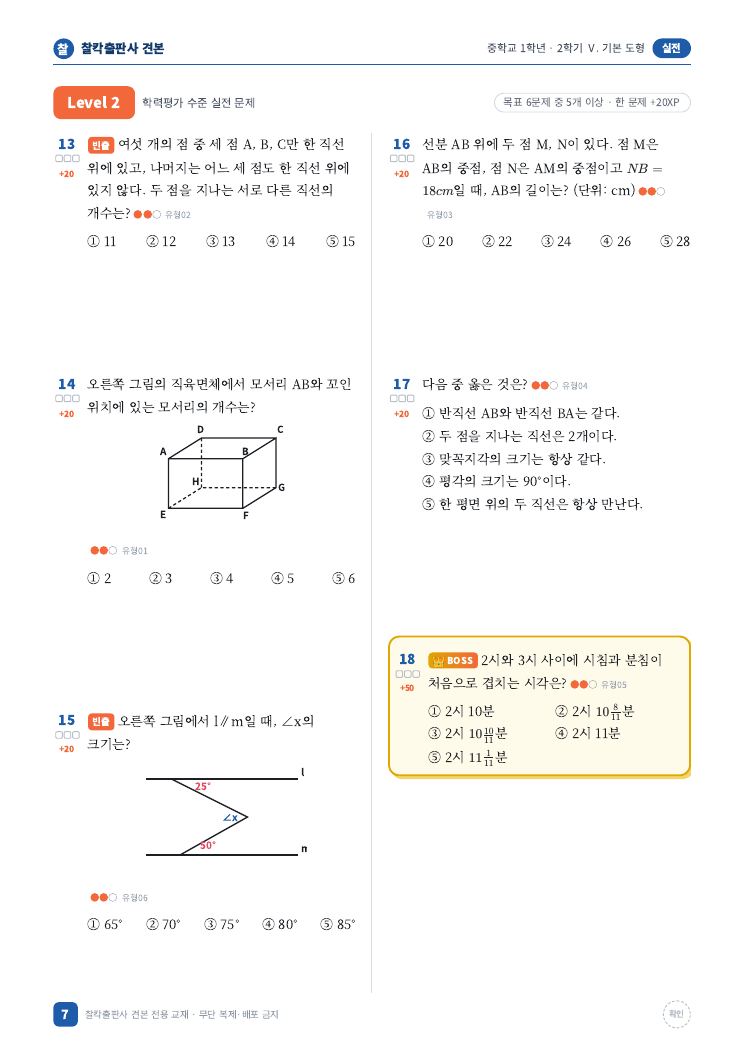 찰 찰칵출판사 견본
중학교 1학년 · 2학기 Ⅴ. 기본 도형 실전
Level 2 학력평가 수준 실전 문제
목표 6문제 중 5개 이상 · 한 문제 +20XP
13 빈출 여섯 개의 점 중 세 점 A, B, C만 한 직선
위에 있고, 나머지는 어느 세 점도 한 직선 위에
+20
있지 않다. 두 점을 지나는 서로 다른 직선의
개수는? 유형02
① 11 ② 12 ③ 13 ④ 14 ⑤ 15
14 오른쪽 그림의 직육면체에서 모서리 AB와 꼬인
위치에 있는 모서리의 개수는?
+20
D C
A B
H G
E F
유형01
① 2 ② 3 ③ 4 ④ 5 ⑤ 6
15 빈출 오른쪽 그림에서 l∥m일 때, ∠x의
크기는?
+20
l
25°
∠x
50°
유형06
① 65° ② 70° ③ 75° ④ 80° ⑤ 85°
16 선분 AB 위에 두 점 M, N이 있다. 점 M은
AB의 중점, 점 N은 AM의 중점이고 NB =
+20
18cm일 때, AB의 길이는? (단위: cm)
유형03
① 20 ② 22 ③ 24 ④ 26 ⑤ 28
17 다음 중 옳은 것은? 유형04
+20
① 반직선 AB와 반직선 BA는 같다.
② 두 점을 지나는 직선은 2개이다.
③ 맞꼭지각의 크기는 항상 같다.
④ 평각의 크기는 90°이다.
⑤ 한 평면 위의 두 직선은 항상 만난다.
18 BOSS 2시와 3시 사이에 시침과 분침이
처음으로 겹치는 시각은? 유형05
+50
① 2시 10분 ② 2시 10 8/11분
③ 2시 10 10/11분 ④ 2시 11분
⑤ 2시 11 1/11분
7 찰칵출판사 견본 전용 교재 · 무단 복제·배포 금지
확인